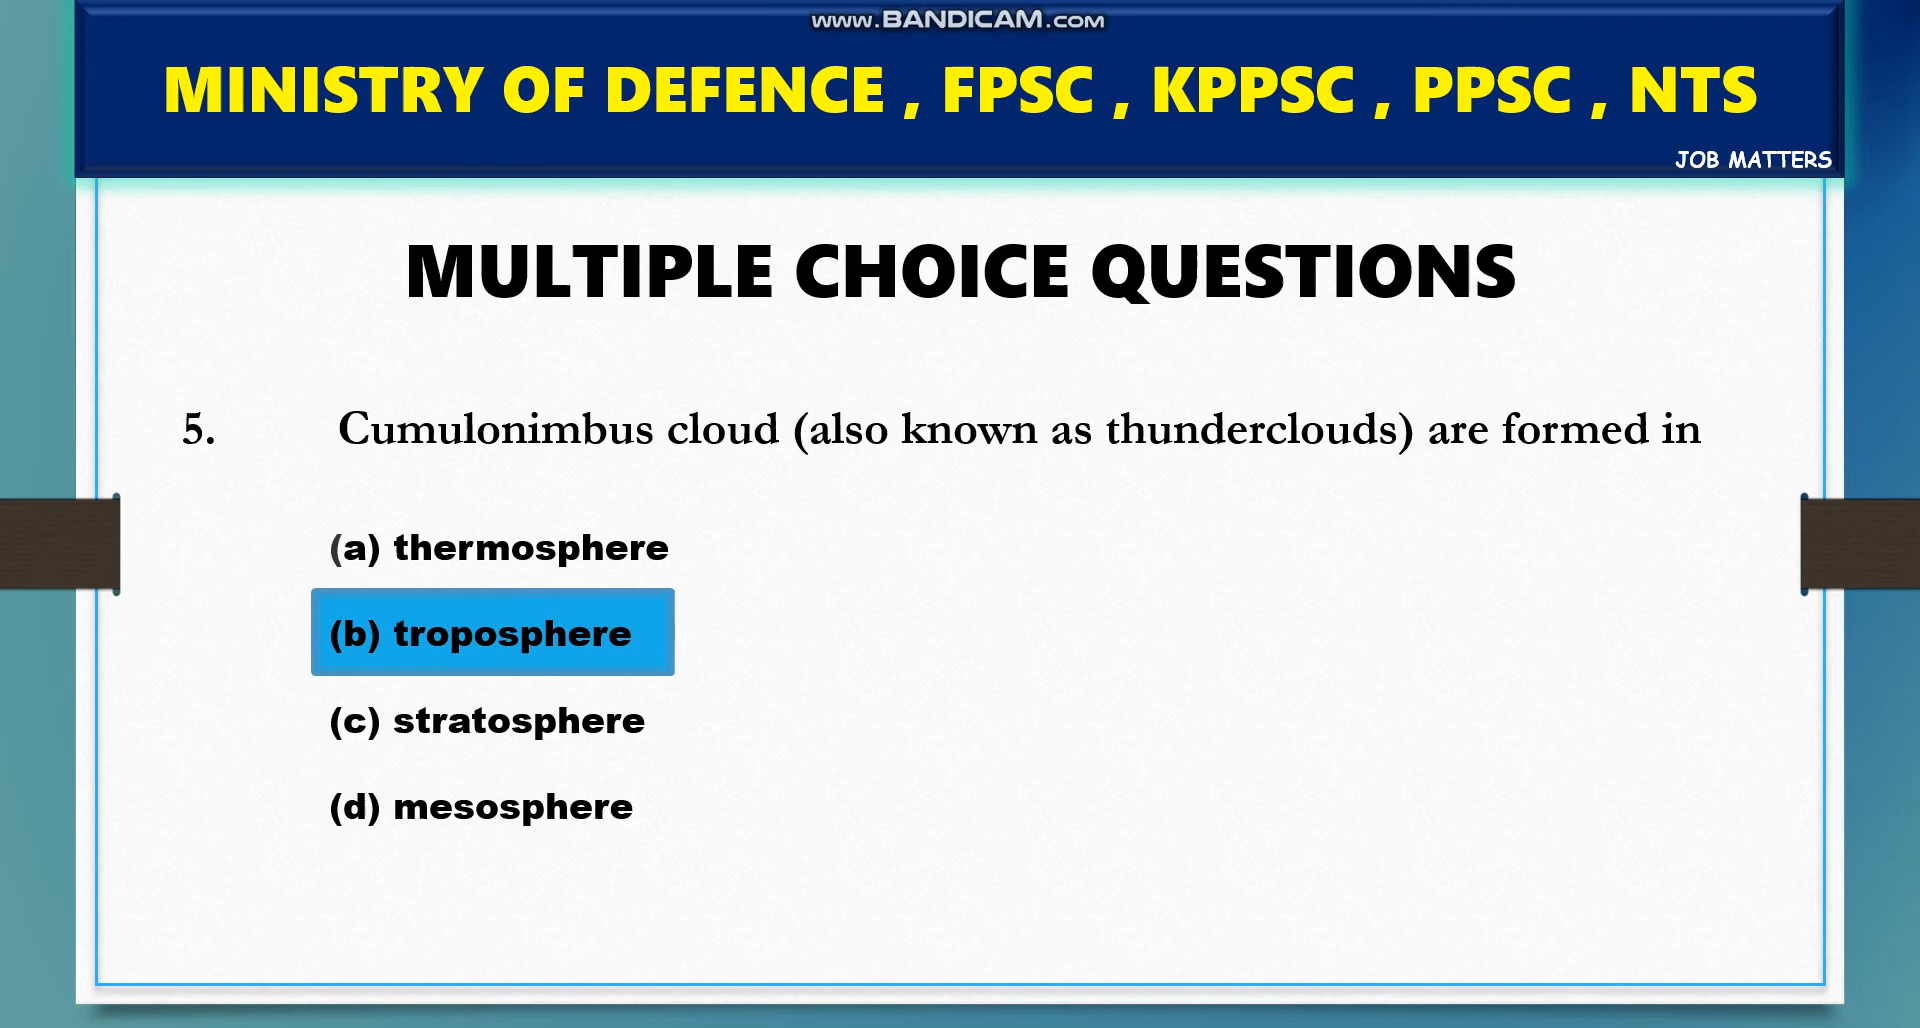 www.BANDICAM.com
MINISTRY OF DEFENCE , FPSC , KPPSC , PPSC , NTS
JOB MATTERS
MULTIPLE CHOICE QUESTIONS
5. Cumulonimbus cloud (also known as thunderclouds) are formed in
(a) thermosphere
(b) troposphere
(c) stratosphere
(d) mesosphere